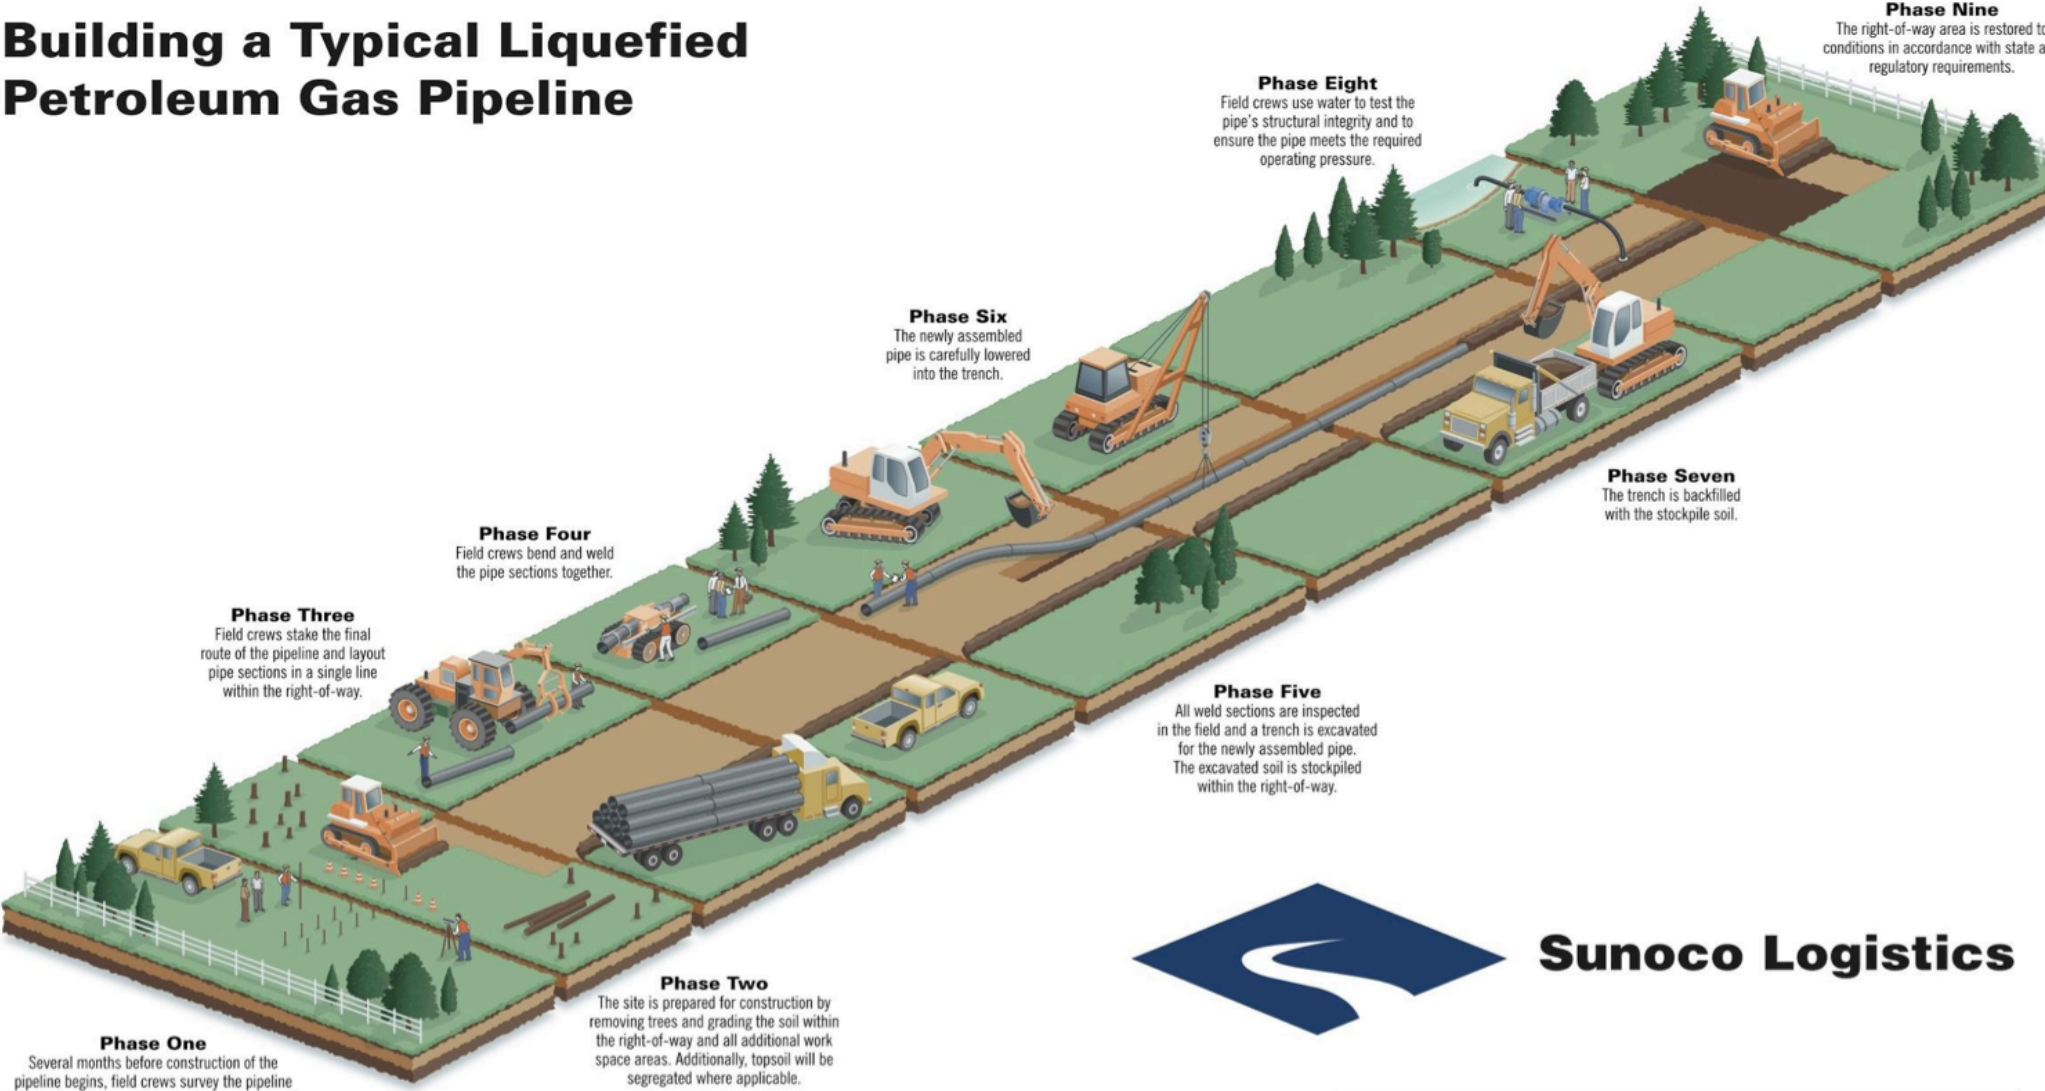 Building a Typical Liquefied
Petroleum Gas Pipeline
Phase One
Several months before construction of the
pipeline begins, field crews survey the pipeline
Phase Two
The site is prepared for construction by
removing trees and grading the soil within
the right-of-way and all additional work
space areas. Additionally, topsoil will be
segregated where applicable.
Phase Three
Field crews stake the final
route of the pipeline and layout
pipe sections in a single line
within the right-of-way.
Phase Four
Field crews bend and weld
the pipe sections together.
Phase Five
All weld sections are inspected
in the field and a trench is excavated
for the newly assembled pipe.
The excavated soil is stockpiled
within the right-of-way.
Phase Six
The newly assembled
pipe is carefully lowered
into the trench.
Phase Seven
The trench is backfilled
with the stockpile soil.
Phase Eight
Field crews use water to test the
pipe's structural integrity and to
ensure the pipe meets the required
operating pressure.
Phase Nine
The right-of-way area is restored to
conditions in accordance with state
regulatory requirements.
Sunoco Logistics